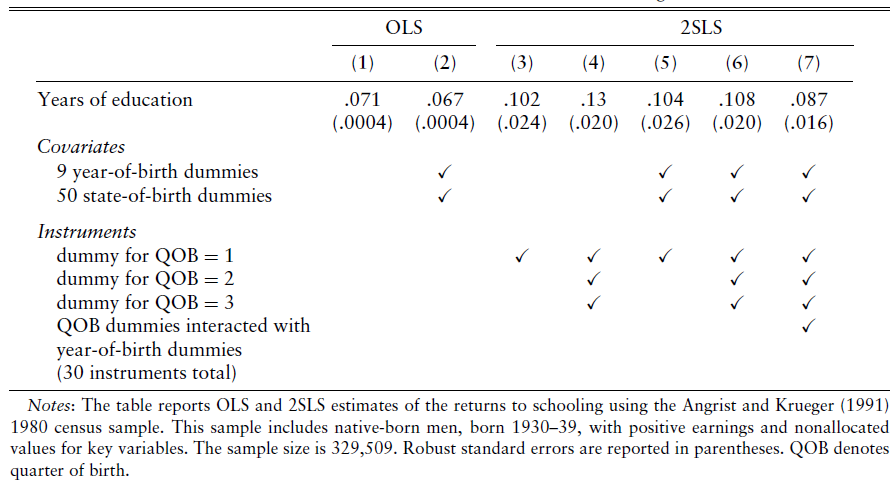 OLS 2SLS
(1) (2) (3) (4) (5) (6) (7)
Years of education .071 .067 .102 .13 .104 .108 .087
(.0004) (.0004) (.024) (.020) (.026) (.020) (.016)
Covariates
9 year-of-birth dummies ✓ ✓ ✓ ✓
50 state-of-birth dummies ✓ ✓ ✓ ✓
Instruments
dummy for QOB = 1 ✓ ✓ ✓ ✓ ✓
dummy for QOB = 2 ✓ ✓ ✓
dummy for QOB = 3 ✓ ✓ ✓
QOB dummies interacted with ✓
year-of-birth dummies
(30 instruments total)
Notes: The table reports OLS and 2SLS estimates of the returns to schooling using the Angrist and Krueger (1991)
1980 census sample. This sample includes native-born men, born 1930–39, with positive earnings and nonallocated
values for key variables. The sample size is 329,509. Robust standard errors are reported in parentheses. QOB denotes
quarter of birth.